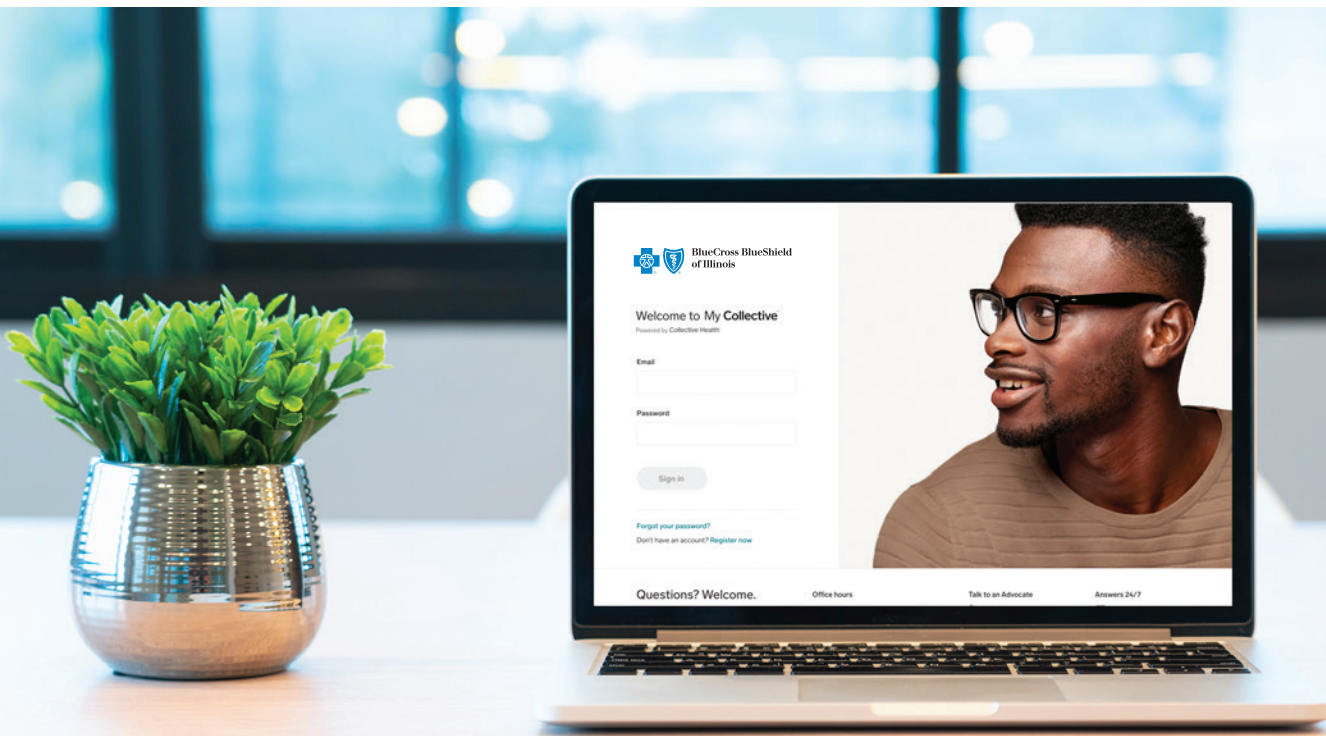 BlueCross BlueShield
of Illinois
Welcome to My Collective
Powered by Collective Health
Email
Password
Sign in
Forgot your password?
Don't have an account? Register now
Questions? Welcome.
Office hours
Talk to an Advocate
Answers 24/7